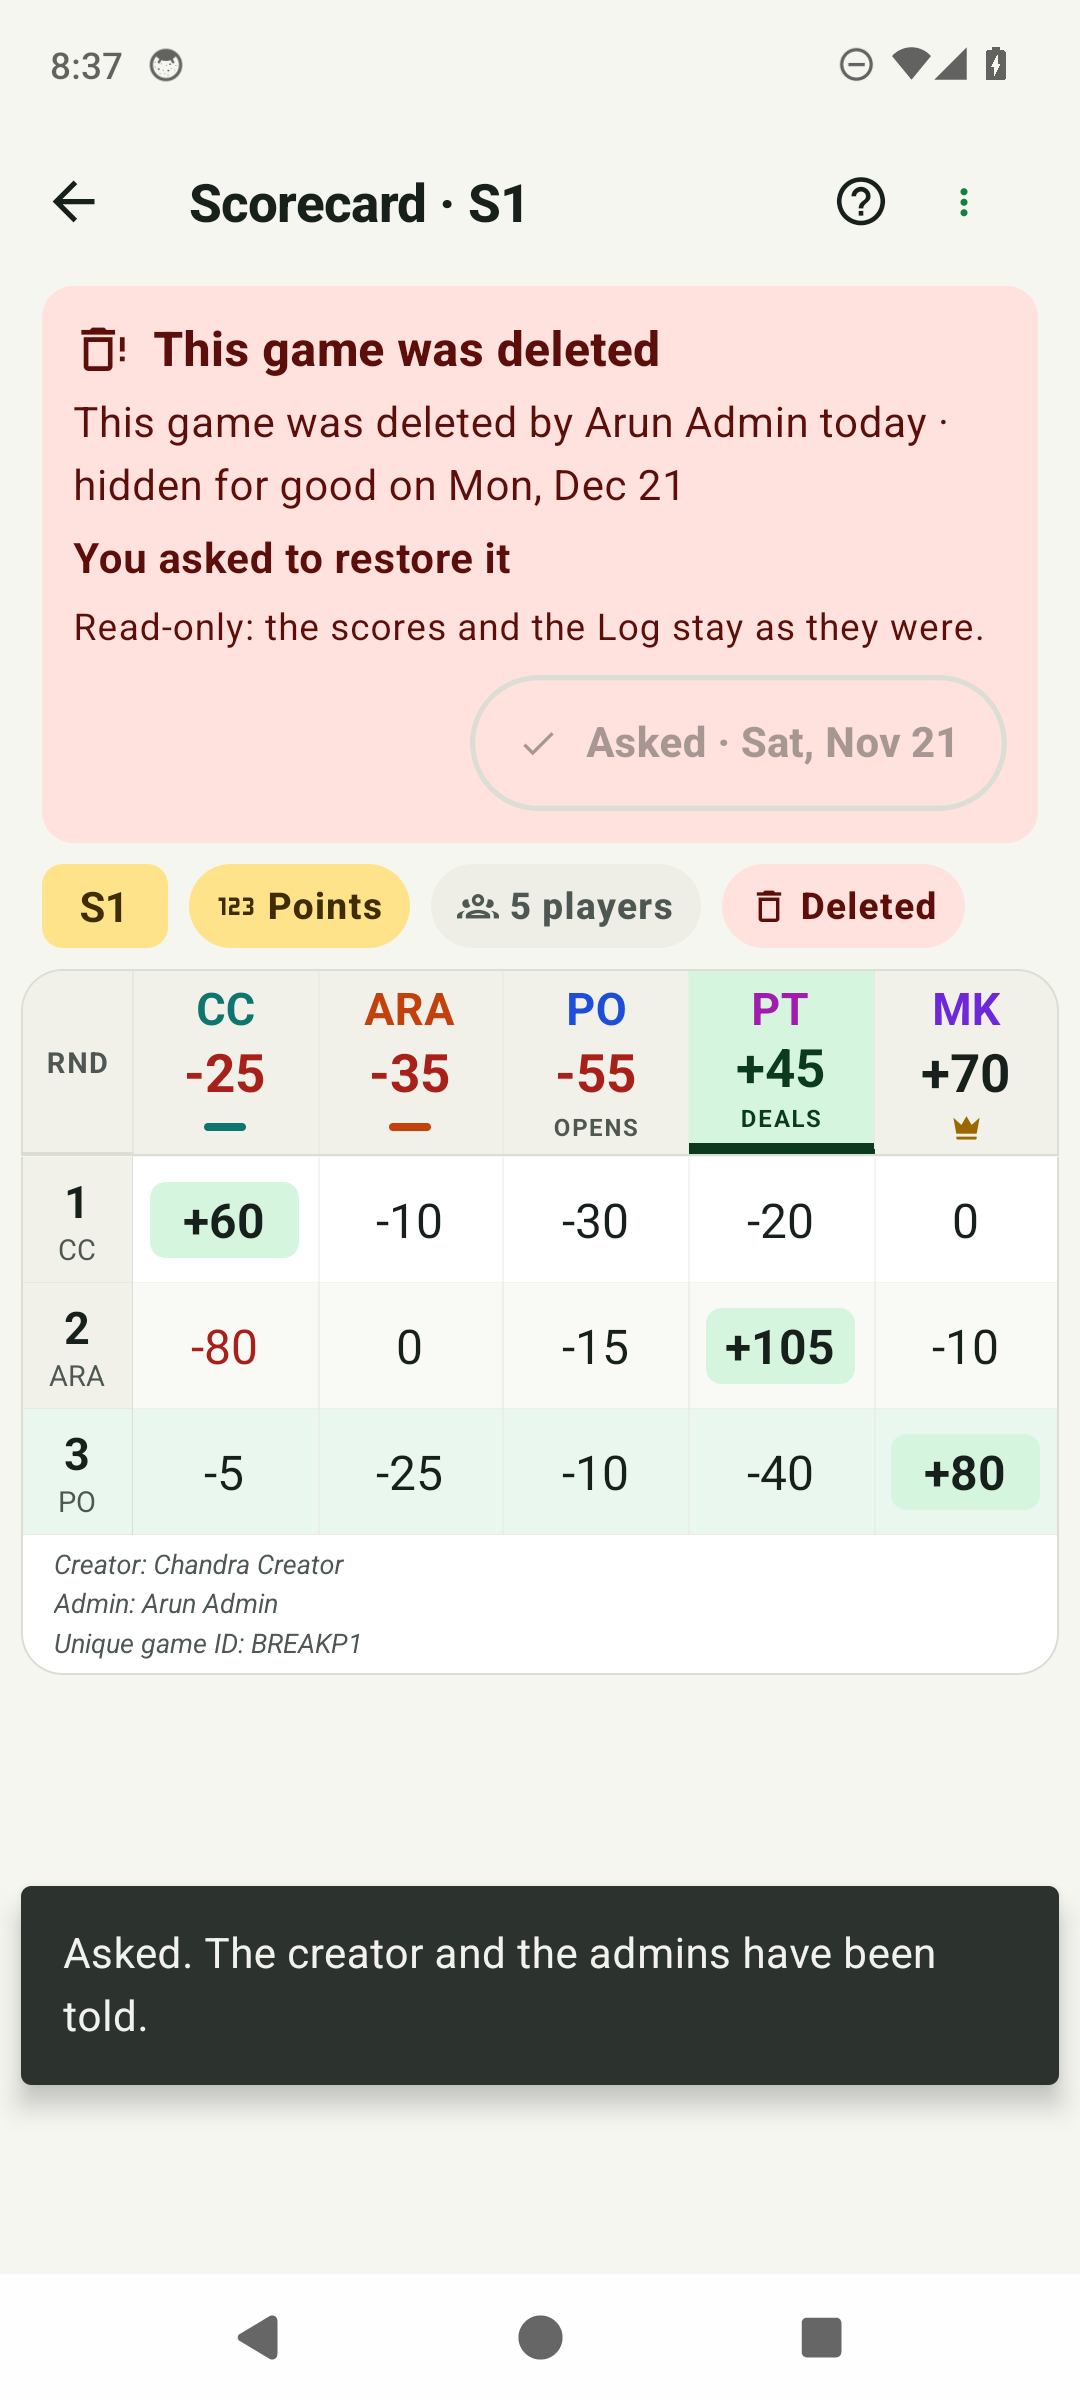 8:37
Scorecard · S1
This game was deleted
This game was deleted by Arun Admin today ·
hidden for good on Mon, Dec 21
You asked to restore it
Read-only: the scores and the Log stay as they were.
Asked · Sat, Nov 21
S1 123 Points 5 players Deleted
RND CC ARA PO PT MK
-25 -35 -55 +45 +70
OPENS DEALS
1 +60 -10 -30 -20 0
CC
2 -80 0 -15 +105 -10
ARA
3 -5 -25 -10 -40 +80
PO
Creator: Chandra Creator
Admin: Arun Admin
Unique game ID: BREAKP1
Asked. The creator and the admins have been
told.